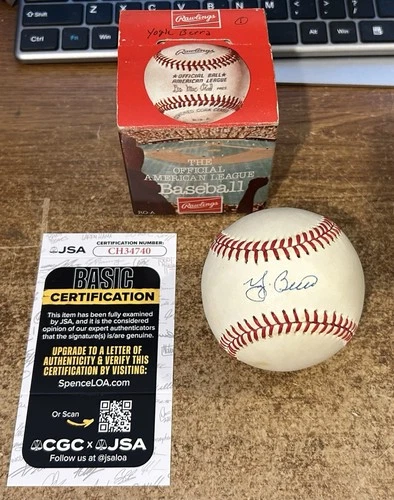 Shift
Z
X
C
V
B
N
M
Ctrl
Fn
Win
Alt
Rawlings
Yogi Berra
1
Rawlings
OFFICIAL BALL
AMERICAN LEAGUE
THE
OFFICIAL
AMERICAN LEAGUE
Baseball
RO-A
Rawlings
JSA
CERTIFICATION NUMBER:
CH34740
BASIC
CERTIFICATION
This item has been fully examined
by JSA, and it is the considered
opinion of our expert authenticators
that the signature(s) is/are genuine.
UPGRADE TO A LETTER OF
AUTHENTICITY & VERIFY THIS
CERTIFICATION BY VISITING:
SpenceLOA.com
Or Scan
CGC x JSA
Follow us at @jsaloa
Yogi Berra